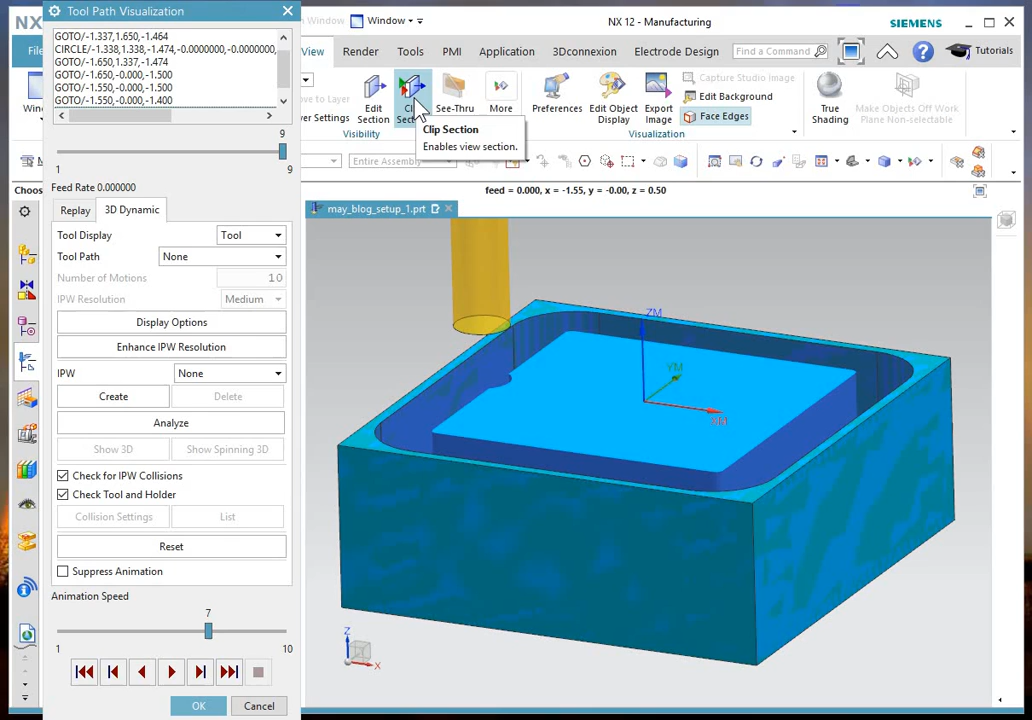 Tool Path Visualization
GOTO/-1.337,1.650,-1.464
CIRCLE/-1.338,1.338,-1.474,-0.0000000,-0.0000000,
GOTO/-1.650,1.337,-1.474
GOTO/-1.650,-0.000,-1.500
GOTO/-1.550,-0.000,-1.500
GOTO/-1.550,-0.000,-1.400
9
1
9
Feed Rate 0.000000
Replay
3D Dynamic
Tool Display
Tool
Tool Path
None
Number of Motions
10
IPW Resolution
Medium
Display Options
Enhance IPW Resolution
IPW
None
Create
Delete
Analyze
Show 3D
Show Spinning 3D
Check for IPW Collisions
Check Tool and Holder
Collision Settings
List
Reset
Suppress Animation
Animation Speed
7
1
10
OK
Cancel
NX
Window
NX 12 - Manufacturing
SIEMENS
File
View
Render
Tools
PMI
Application
3Dconnexion
Electrode Design
Find a Command
Tutorials
Edit
Section
See-Thru
More
Visibility
Preferences
Edit Object
Display
Export
Image
Capture Studio Image
Edit Background
Face Edges
Visualization
True
Shading
Make Objects Off Work
Plane Non-selectable
Clip Section
Enables view section.
Entire Assembly
feed = 0.000, x = -1.55, y = -0.00, z = 0.50
may_blog_setup_1.prt
ZM
YM
XM
Z
X